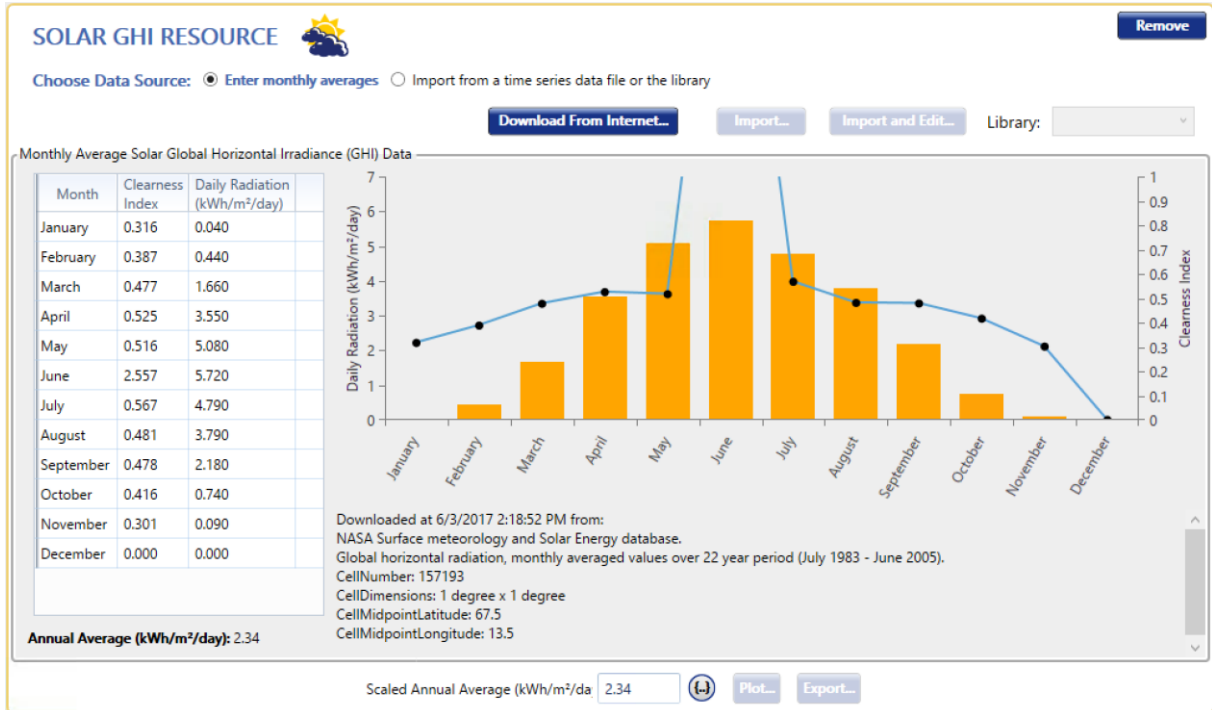 SOLAR GHI RESOURCE
Remove
Choose Data Source: Enter monthly averages Import from a time series data file or the library
Download From Internet... Import... Import and Edit... Library:
Monthly Average Solar Global Horizontal Irradiance (GHI) Data
Month Clearness Index Daily Radiation (kWh/m²/day)
January 0.316 0.040
February 0.387 0.440
March 0.477 1.660
April 0.525 3.550
May 0.516 5.080
June 2.557 5.720
July 0.567 4.790
August 0.481 3.790
September 0.478 2.180
October 0.416 0.740
November 0.301 0.090
December 0.000 0.000
Annual Average (kWh/m²/day): 2.34
Daily Radiation (kWh/m²/day)
7
6
5
4
3
2
1
0
1
0.9
0.8
0.7
0.6
0.5
0.4
0.3
0.2
0.1
0
Clearness Index
January February March April May June July August September October November December
Downloaded at 6/3/2017 2:18:52 PM from:
NASA Surface meteorology and Solar Energy database.
Global horizontal radiation, monthly averaged values over 22 year period (July 1983 - June 2005).
CellNumber: 157193
CellDimensions: 1 degree x 1 degree
CellMidpointLatitude: 67.5
CellMidpointLongitude: 13.5
Scaled Annual Average (kWh/m²/da 2.34 {..} Plot... Export...